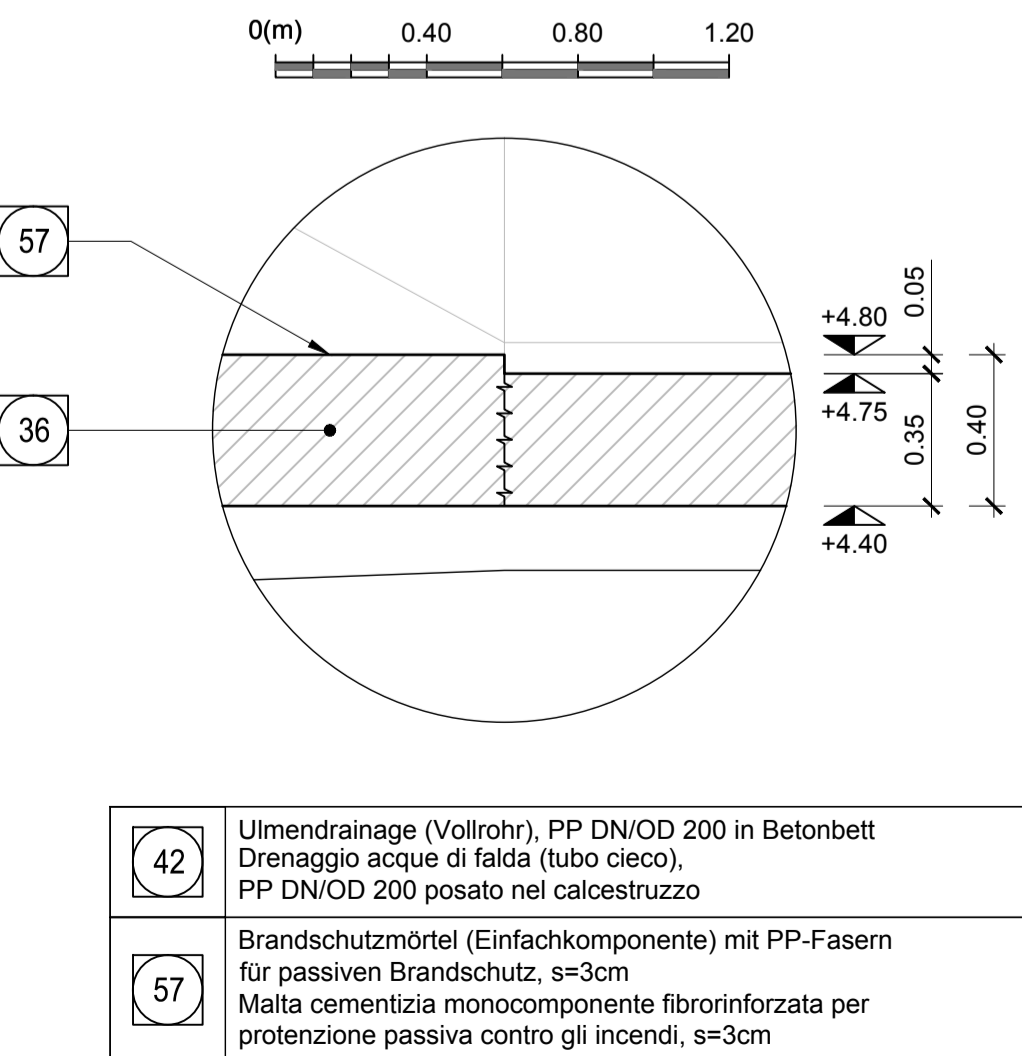 0(m) 0.40 0.80 1.20
57
36
+4.80
0.05
+4.75
0.35
0.40
+4.40
42
Ulmendrainage (Vollrohr), PP DN/OD 200 in Betonbett
Drenaggio acque di falda (tubo cieco),
PP DN/OD 200 posato nel calcestruzzo
57
Brandschutzmörtel (Einfachkomponente) mit PP-Fasern
für passiven Brandschutz, s=3cm
Malta cementizia monocomponente fibrorinforzata per
protenzione passiva contro gli incendi, s=3cm